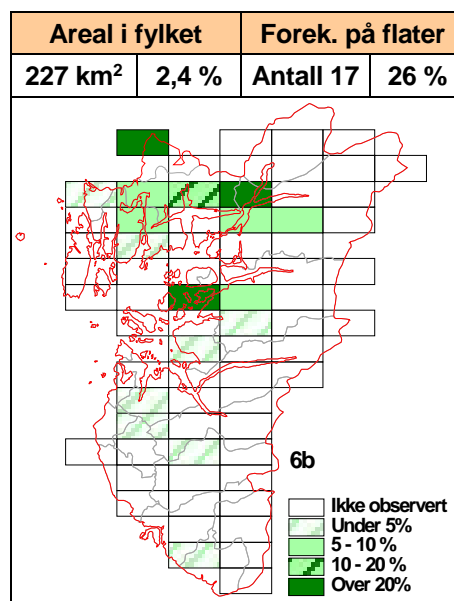 Areal i fylket Forek. på flater
227 km² 2,4 % Antall 17 26 %
6b
Ikke observert
Under 5%
5 - 10 %
10 - 20 %
Over 20%